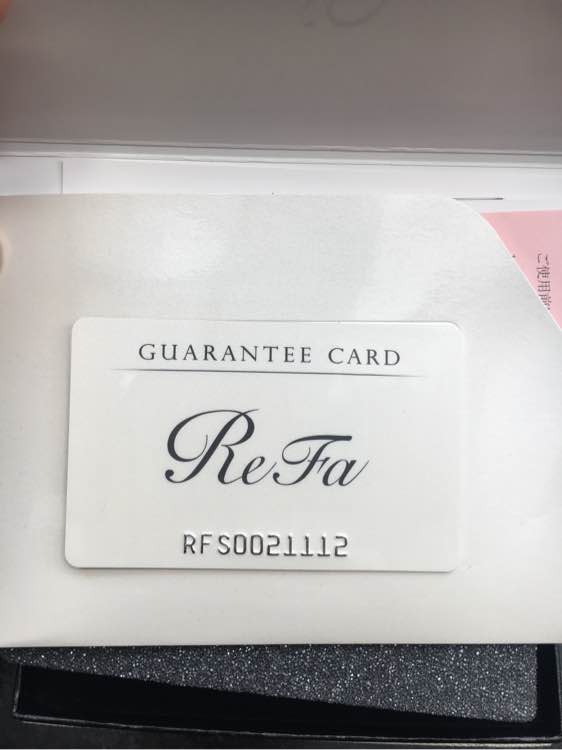 GUARANTEE CARD
ReFa
RFS0021112
ご使用前